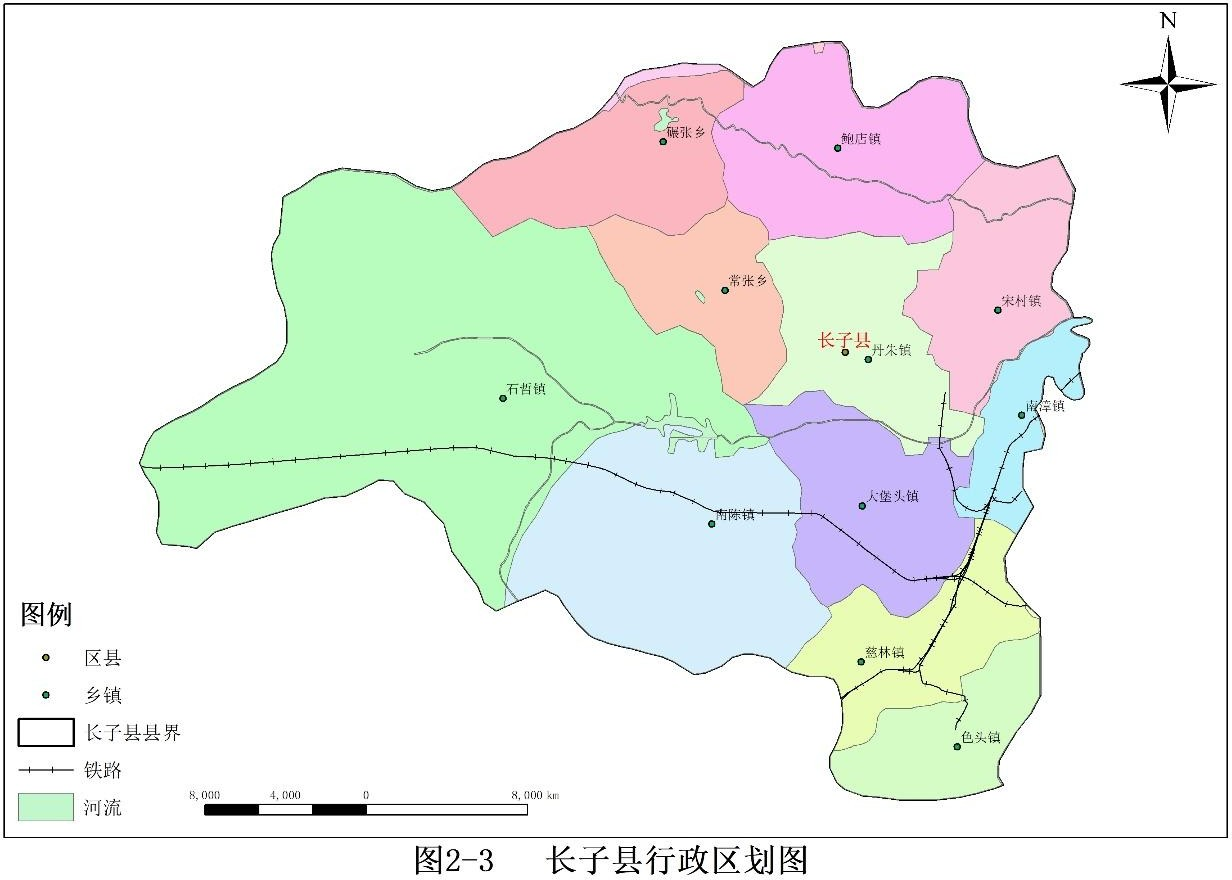 N
碾张乡
鲍店镇
常张乡
宋村镇
长子县
丹朱镇
石哲镇
南漳镇
大堡头镇
南陈镇
慈林镇
色头镇
图例
区县
乡镇
长子县县界
铁路
河流
8,000 4,000 0 8,000 km
图2-3 长子县行政区划图